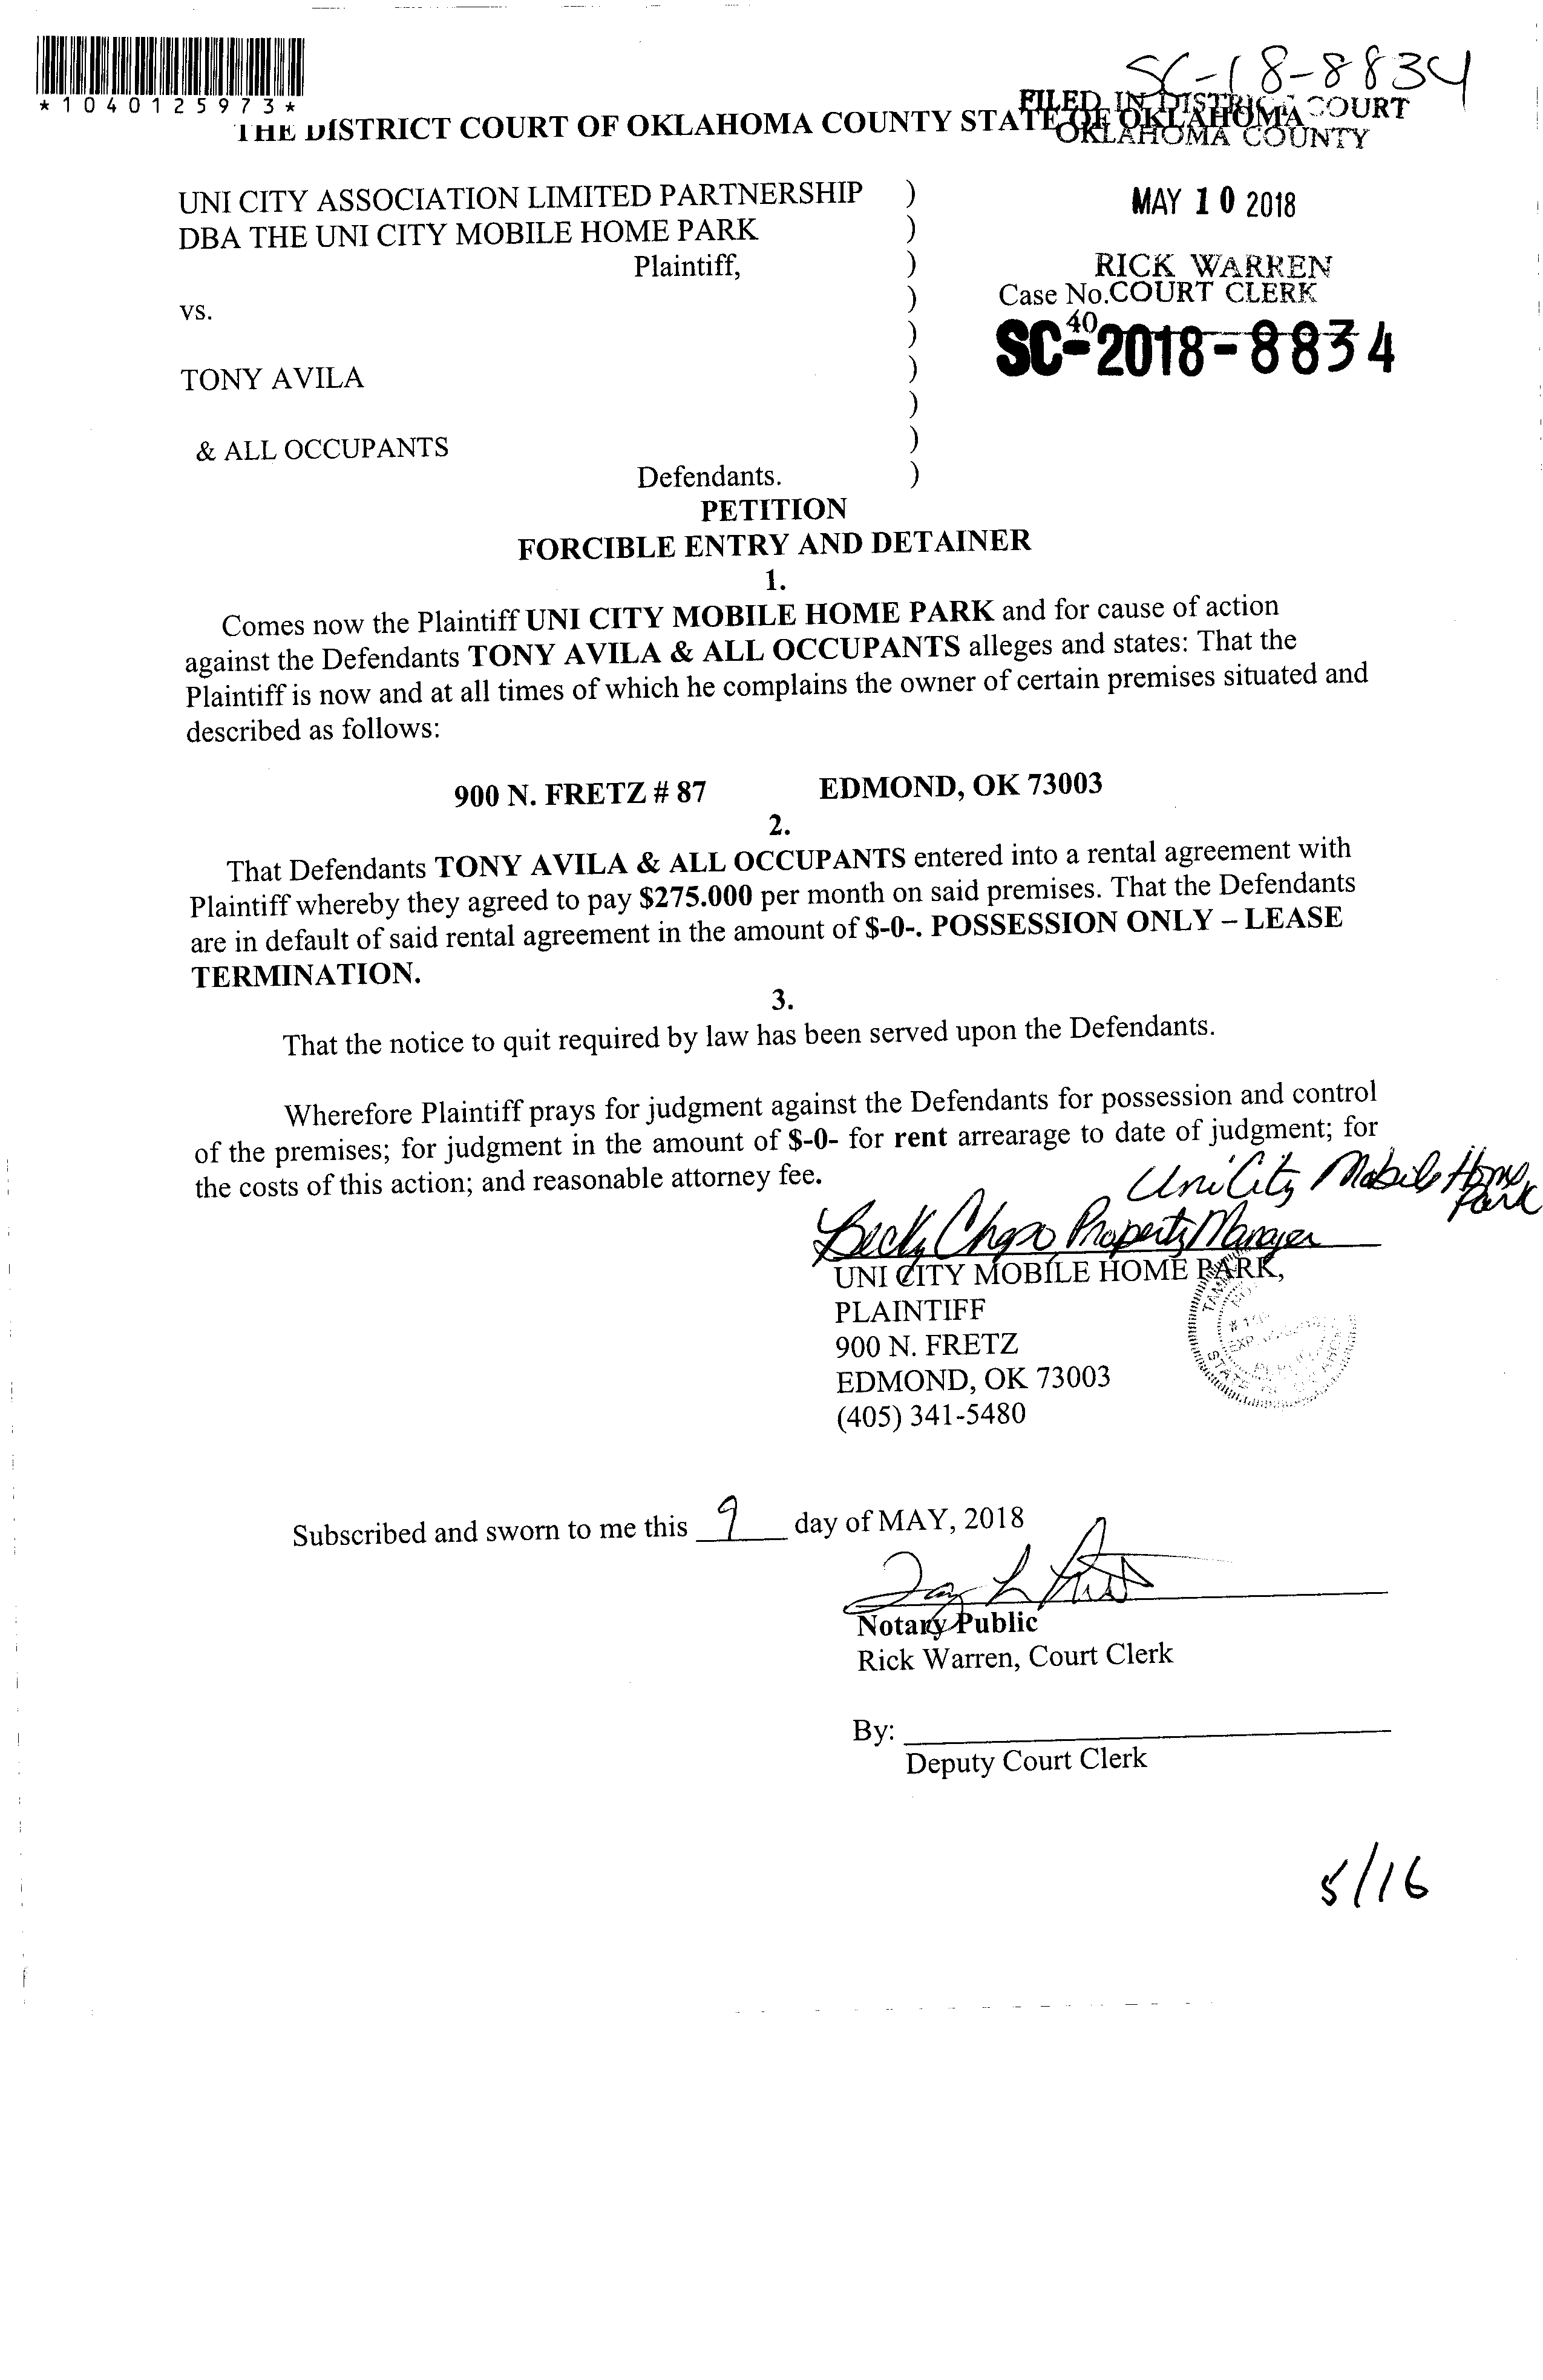 SC-18-8834
*1040125973*
FILED IN DISTRICT COURT
THE DISTRICT COURT OF OKLAHOMA COUNTY STATE OF OKLAHOMA
OKLAHOMA COUNTY
UNI CITY ASSOCIATION LIMITED PARTNERSHIP )
DBA THE UNI CITY MOBILE HOME PARK )
MAY 10 2018
Plaintiff, )
RICK WARREN
Case No. COURT CLERK
vs. )
40
)
SC-2018-8834
TONY AVILA )
)
& ALL OCCUPANTS )
Defendants. )
PETITION
FORCIBLE ENTRY AND DETAINER
1.
Comes now the Plaintiff UNI CITY MOBILE HOME PARK and for cause of action
against the Defendants TONY AVILA & ALL OCCUPANTS alleges and states: That the
Plaintiff is now and at all times of which he complains the owner of certain premises situated and
described as follows:
900 N. FRETZ # 87 EDMOND, OK 73003
2.
That Defendants TONY AVILA & ALL OCCUPANTS entered into a rental agreement with
Plaintiff whereby they agreed to pay $275.000 per month on said premises. That the Defendants
are in default of said rental agreement in the amount of $-0-. POSSESSION ONLY – LEASE
TERMINATION.
3.
That the notice to quit required by law has been served upon the Defendants.
Wherefore Plaintiff prays for judgment against the Defendants for possession and control
of the premises; for judgment in the amount of $-0- for rent arrearage to date of judgment; for
the costs of this action; and reasonable attorney fee.
Uni City Mobile Home Park
Becky Property Manager
UNI CITY MOBILE HOME PARK,
PLAINTIFF
900 N. FRETZ
EDMOND, OK 73003
(405) 341-5480
STATE
EXP.
Subscribed and sworn to me this 9 day of MAY, 2018
Notary Public
Rick Warren, Court Clerk
By:
Deputy Court Clerk
5/16